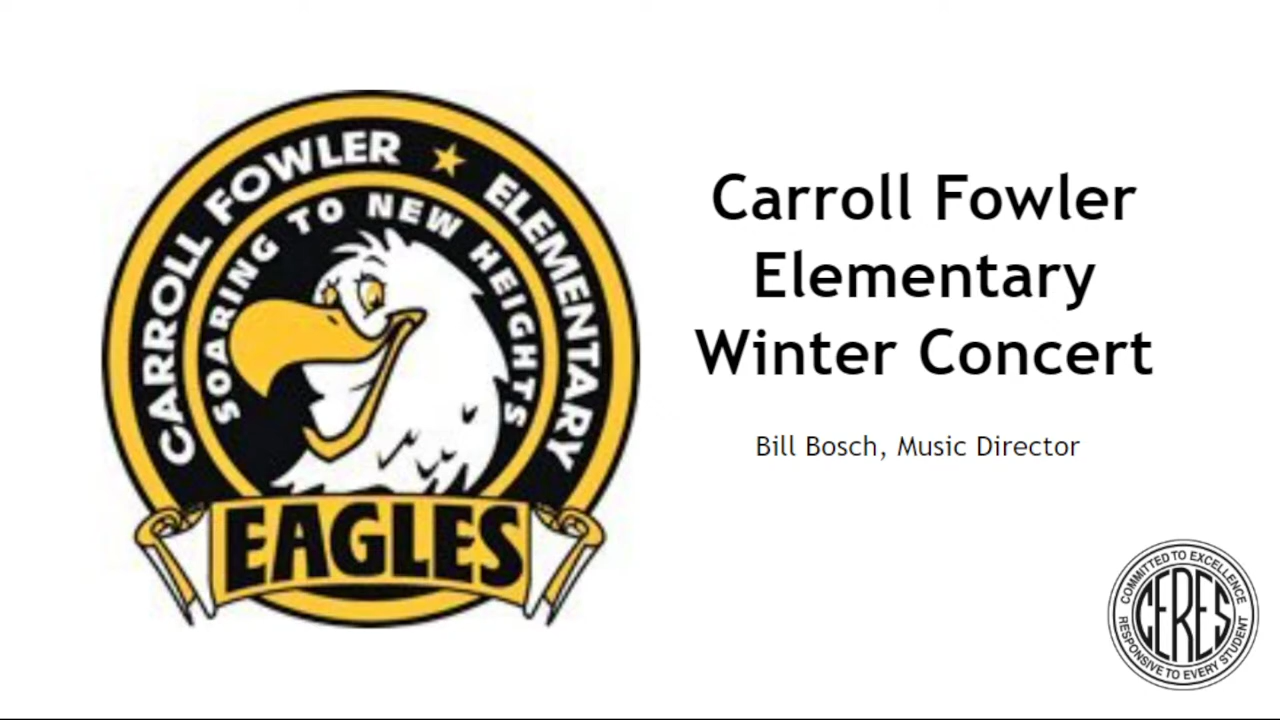 CARROLL FOWLER ★ ELEMENTARY
SOARING TO NEW HEIGHTS
EAGLES
Carroll Fowler
Elementary
Winter Concert
Bill Bosch, Music Director
COMMITTED TO EXCELLENCE
CERES
RESPONSIVE TO EVERY STUDENT